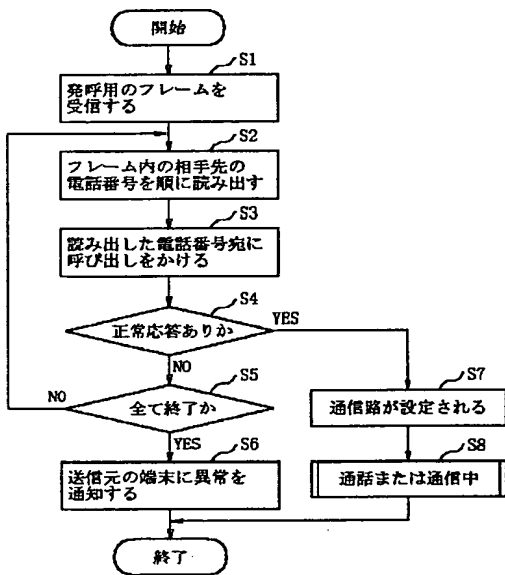 開始
S1
発呼用のフレームを
受信する
S2
フレーム内の相手先の
電話番号を順に読み出す
S3
読み出した電話番号宛に
呼び出しをかける
S4
正常応答ありか
YES
NO
S5
全て終了か
NO
YES
S6
送信元の端末に異常を
通知する
S7
通信路が設定される
S8
通話または通信中
終了